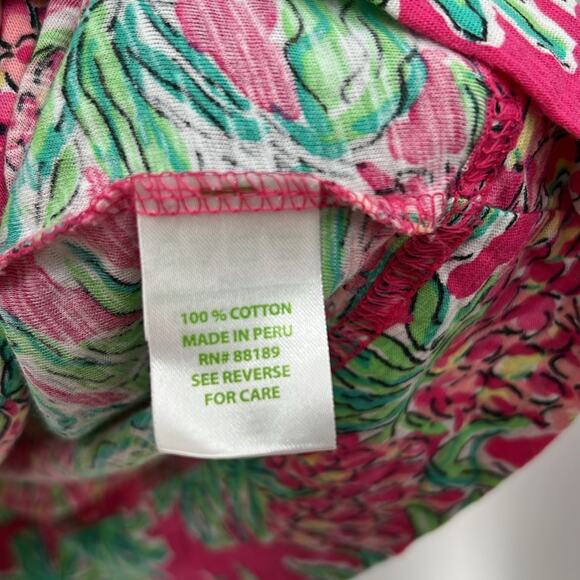 100 % COTTON
MADE IN PERU
RN# 88189
SEE REVERSE
FOR CARE